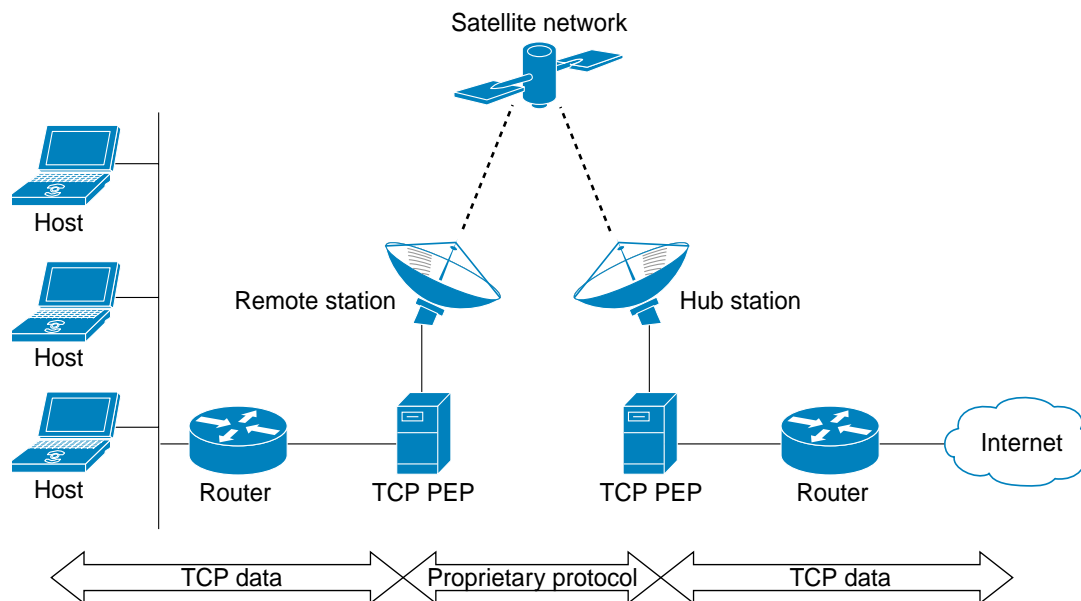 Satellite network
Host
Remote station
Hub station
Host
Internet
Host
Router
TCP PEP
TCP PEP
Router
TCP data
Proprietary protocol
TCP data